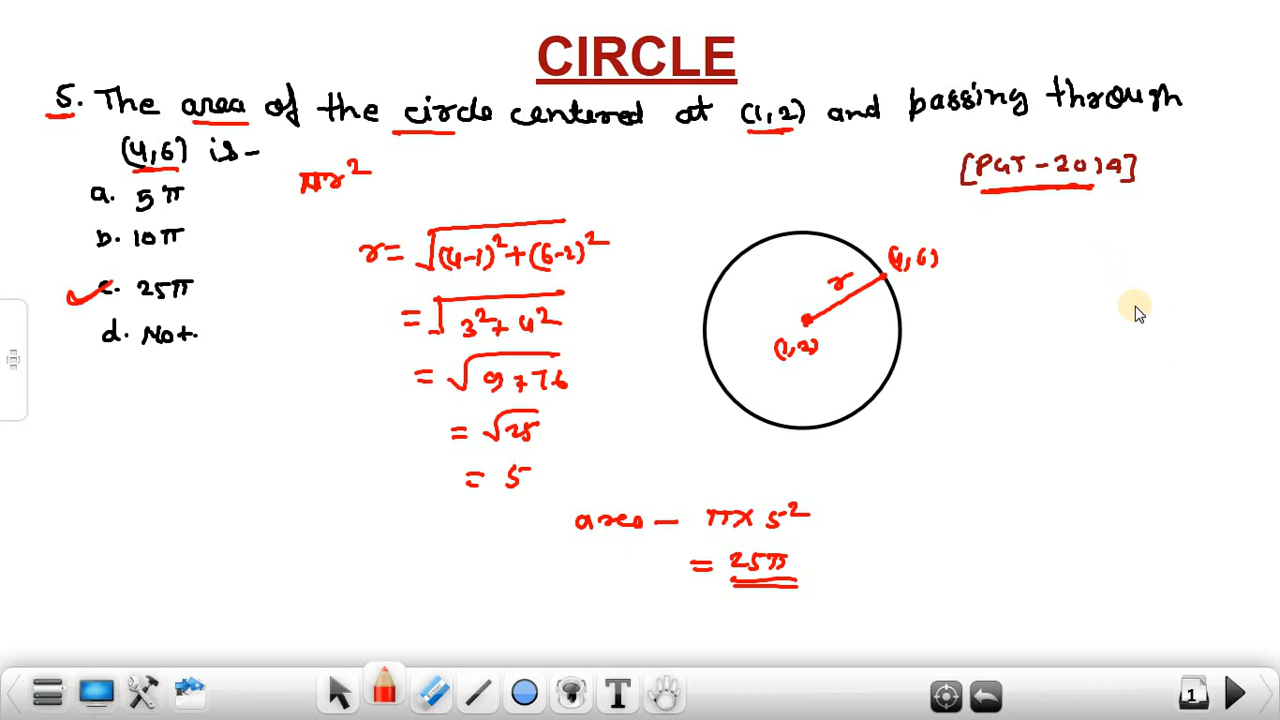 CIRCLE
5. The area of the circle centered at (1,2) and passing through
(4,6) is-
[PGT-2014]
πr²
a. 5π
b. 10π
c. 25π
d. Not.
r = √(4-1)²+(6-2)²
= √3²+4²
= √9+16
= √25
= 5
(4,6)
r
(1,2)
area - π×5²
= 25π
T
1